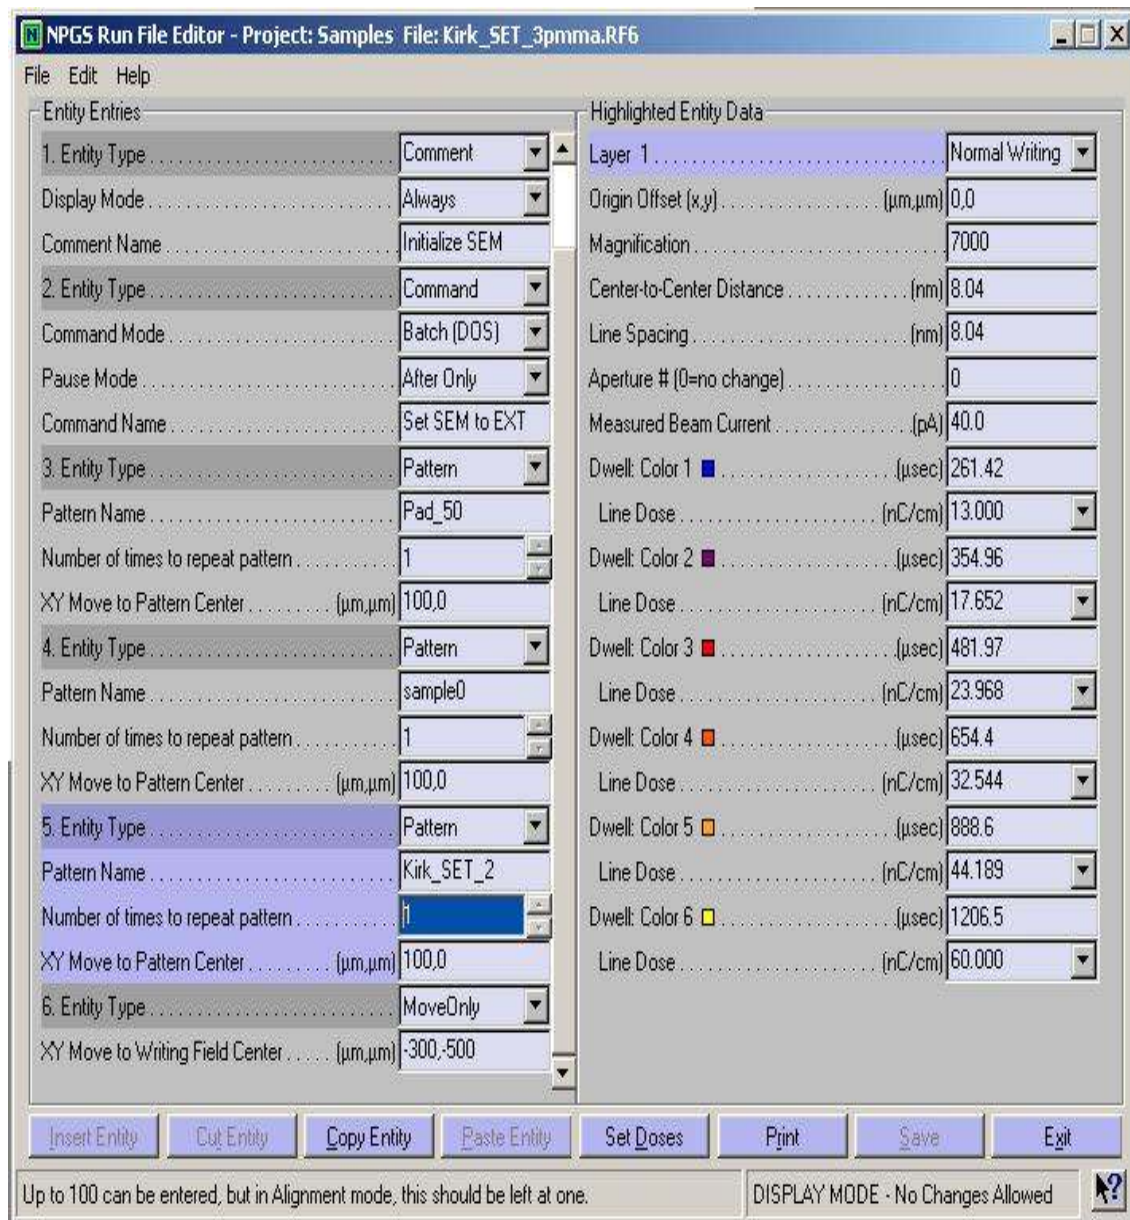 NPGS Run File Editor - Project: Samples File: Kirk_SET_3pmma.RF6
File Edit Help
Entity Entries
1. Entity Type Comment
Display Mode Always
Comment Name Initialize SEM
2. Entity Type Command
Command Mode Batch (DOS)
Pause Mode After Only
Command Name Set SEM to EXT
3. Entity Type Pattern
Pattern Name Pad_50
Number of times to repeat pattern 1
XY Move to Pattern Center (µm,µm) 100,0
4. Entity Type Pattern
Pattern Name sample0
Number of times to repeat pattern 1
XY Move to Pattern Center (µm,µm) 100,0
5. Entity Type Pattern
Pattern Name Kirk_SET_2
Number of times to repeat pattern 1
XY Move to Pattern Center (µm,µm) 100,0
6. Entity Type MoveOnly
XY Move to Writing Field Center (µm,µm) -300,-500
Highlighted Entity Data
Layer 1 Normal Writing
Origin Offset (x,y) (µm,µm) 0,0
Magnification 7000
Center-to-Center Distance (nm) 8.04
Line Spacing (nm) 8.04
Aperture # (0=no change) 0
Measured Beam Current (pA) 40.0
Dwell: Color 1 (µsec) 261.42
Line Dose (nC/cm) 13.000
Dwell: Color 2 (µsec) 354.96
Line Dose (nC/cm) 17.652
Dwell: Color 3 (µsec) 481.97
Line Dose (nC/cm) 23.968
Dwell: Color 4 (µsec) 654.4
Line Dose (nC/cm) 32.544
Dwell: Color 5 (µsec) 888.6
Line Dose (nC/cm) 44.189
Dwell: Color 6 (µsec) 1206.5
Line Dose (nC/cm) 60.000
Insert Entity Cut Entity Copy Entity Paste Entity Set Doses Print Save Exit
Up to 100 can be entered, but in Alignment mode, this should be left at one.
DISPLAY MODE - No Changes Allowed